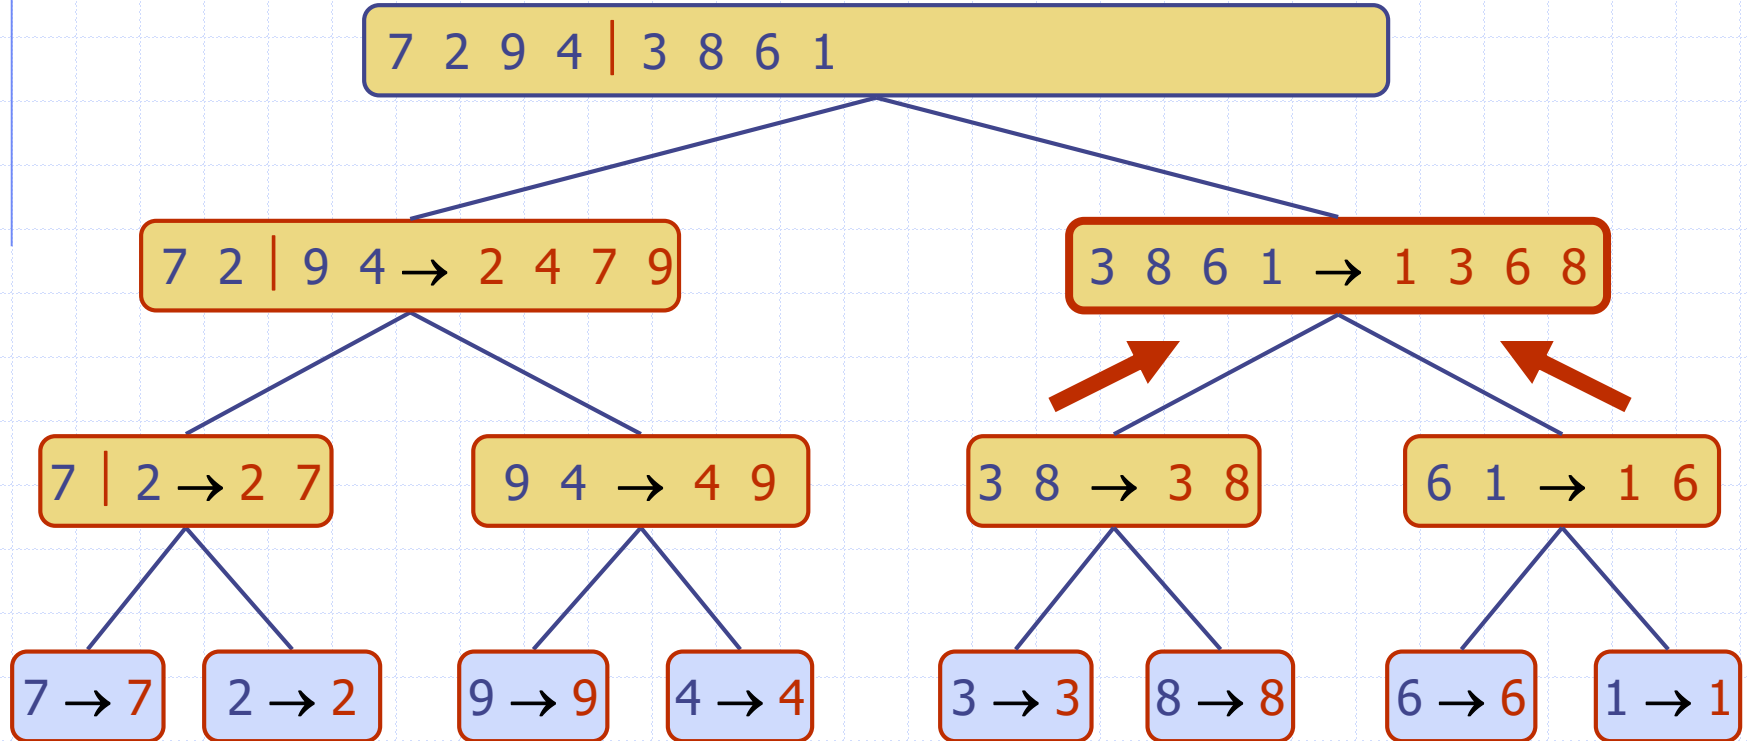 7 2 9 4 | 3 8 6 1
7 2 | 9 4 → 2 4 7 9
3 8 6 1 → 1 3 6 8
7 | 2 → 2 7
9 4 → 4 9
3 8 → 3 8
6 1 → 1 6
7 → 7
2 → 2
9 → 9
4 → 4
3 → 3
8 → 8
6 → 6
1 → 1